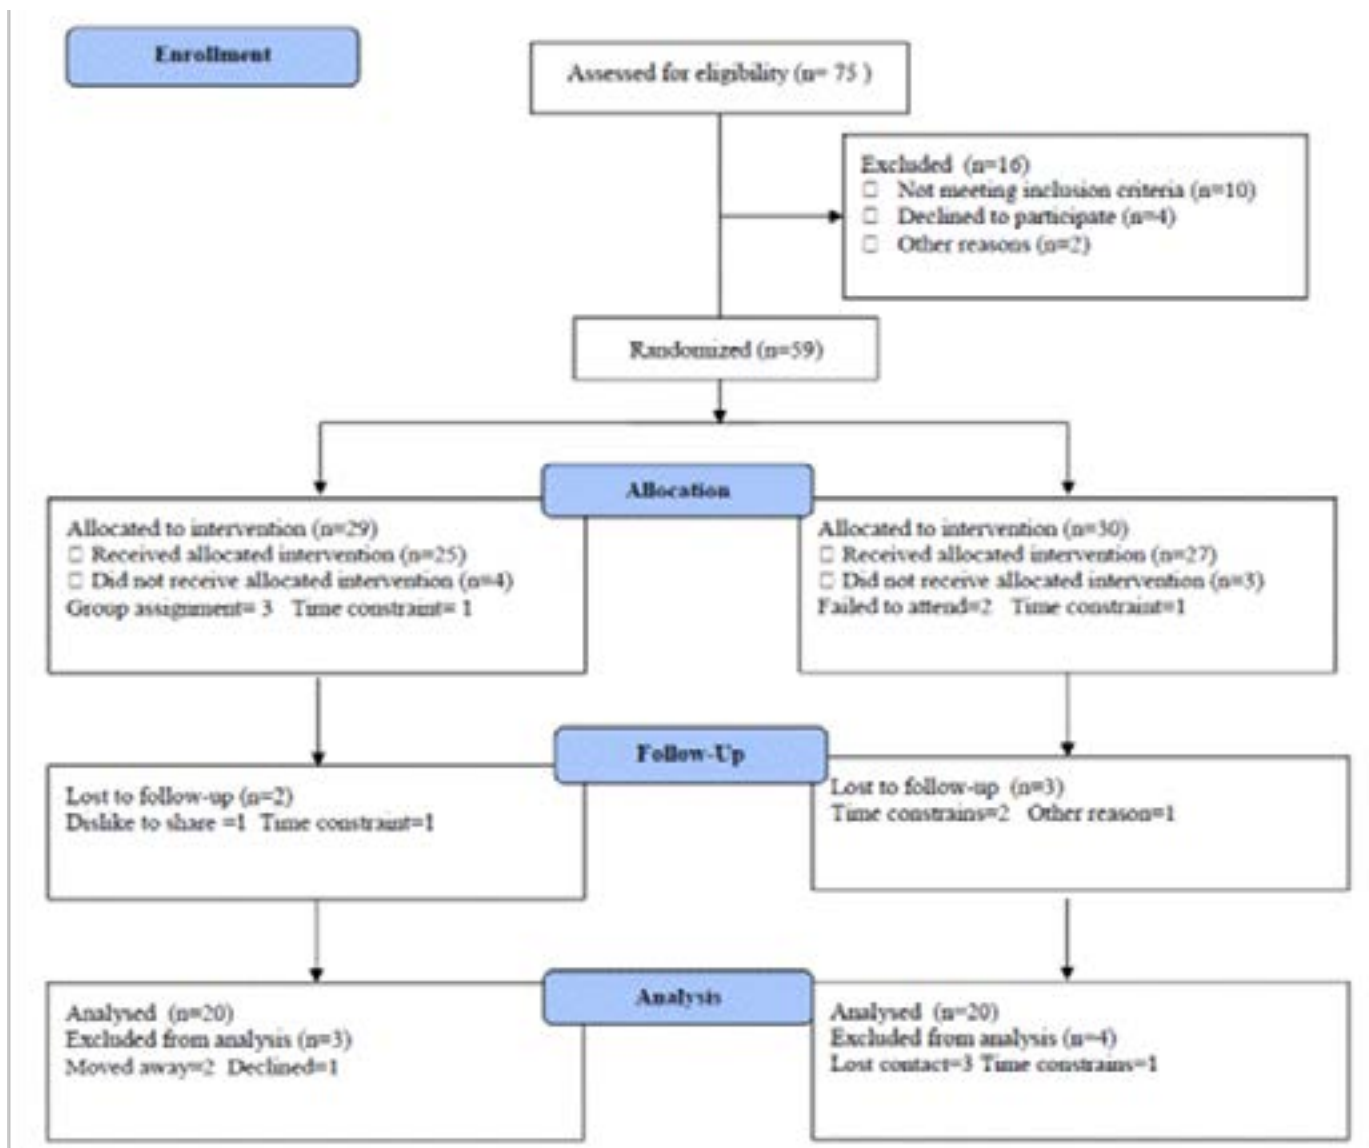 Enrollment
Assessed for eligibility (n= 75 )
Excluded (n=16)
□ Not meeting inclusion criteria (n=10)
□ Declined to participate (n=4)
□ Other reasons (n=2)
Randomized (n=59)
Allocation
Allocated to intervention (n=29)
□ Received allocated intervention (n=25)
□ Did not receive allocated intervention (n=4)
Group assignment= 3 Time constraint= 1
Allocated to intervention (n=30)
□ Received allocated intervention (n=27)
□ Did not receive allocated intervention (n=3)
Failed to attend=2 Time constraint=1
Follow-Up
Lost to follow-up (n=2)
Dislike to share =1 Time constraint=1
Lost to follow-up (n=3)
Time constrains=2 Other reason=1
Analysis
Analysed (n=20)
Excluded from analysis (n=3)
Moved away=2 Declined=1
Analysed (n=20)
Excluded from analysis (n=4)
Lost contact=3 Time constrains=1